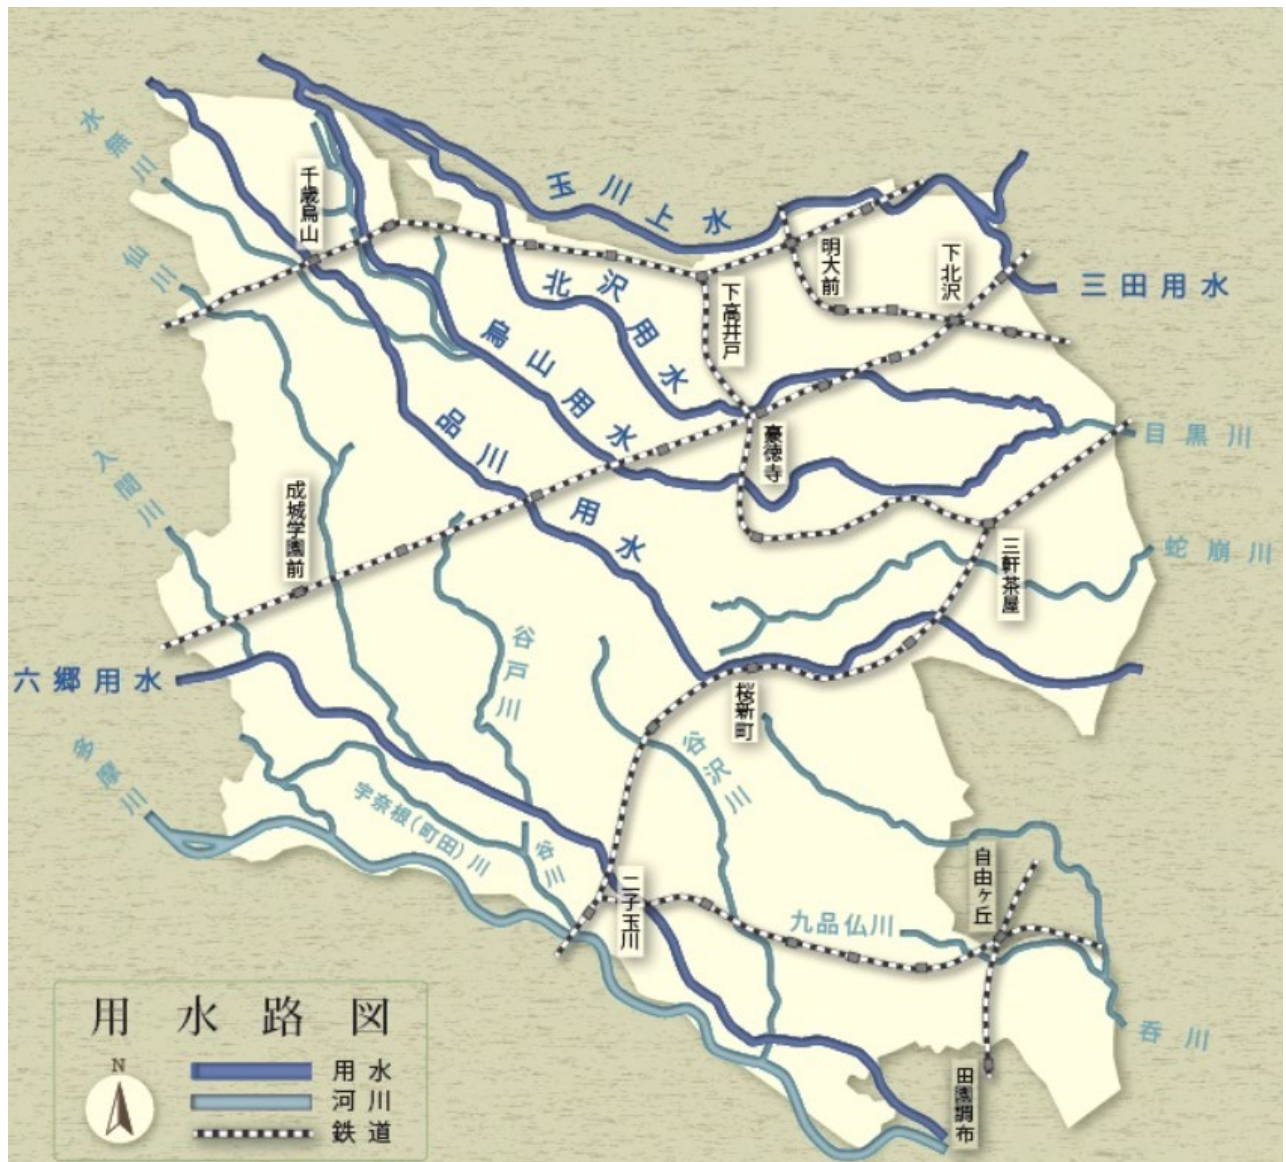 水無川
千歳烏山
玉川上水
仙川
北沢用水
明大前
下北沢
三田用水
下高井戸
烏山用水
品川用水
豪徳寺
目黒川
入間川
成城学園前
蛇崩川
三軒茶屋
谷戸川
六郷用水
桜新町
谷沢川
多摩川
宇奈根(町田)川
谷川
自由ヶ丘
二子玉川
九品仏川
呑川
田園調布
用水路図
N
用水
河川
鉄道